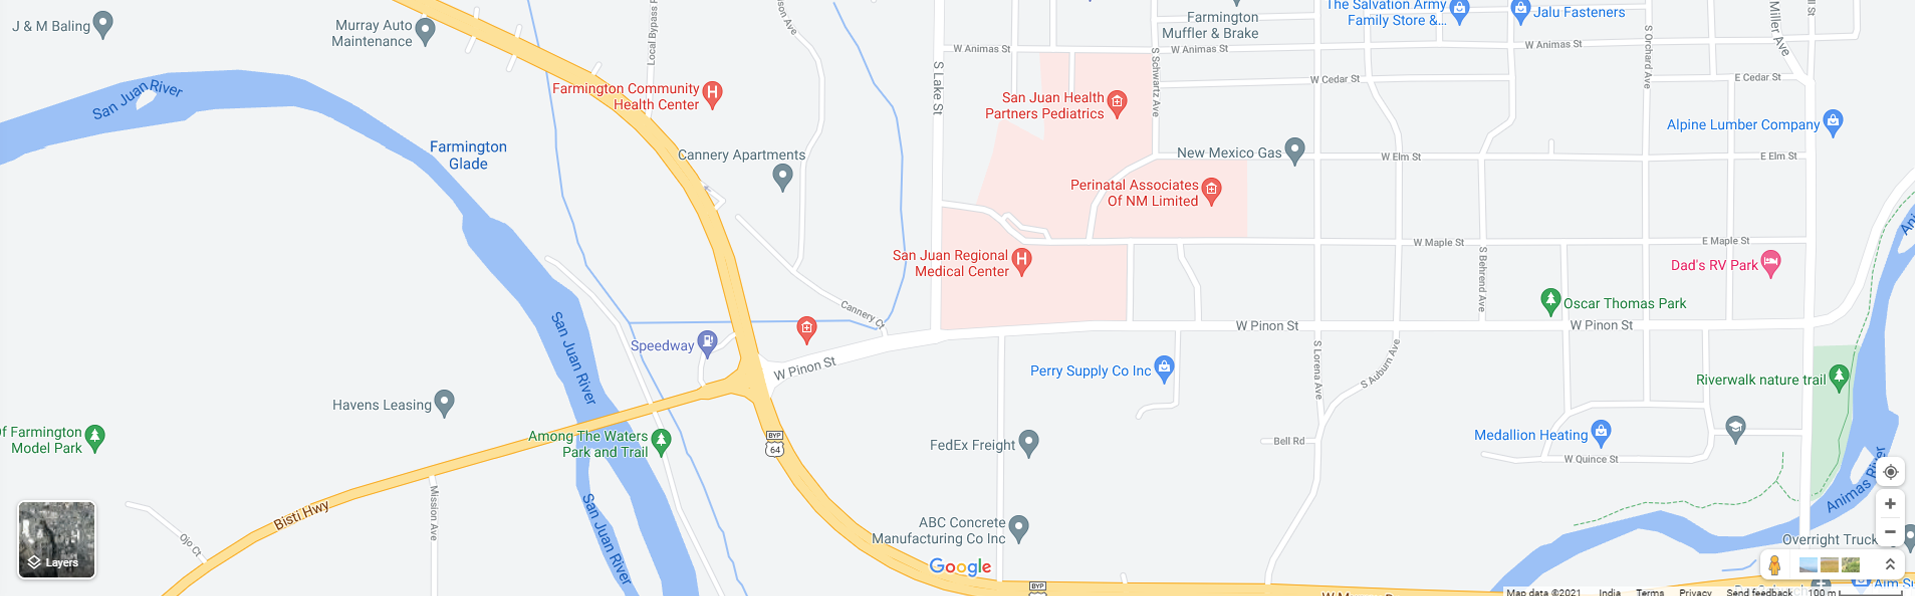 J & M Baling
Murray Auto
Maintenance
Local Bypass R
son Ave
Farmington
Muffler & Brake
The Salvation Army
Family Store &...
Jalu Fasteners
Miller Ave
ll St
W Animas St
W Animas St
W Animas St
S Lake St
S Schwartz Ave
S Orchard Ave
W Cedar St
E Cedar St
San Juan River
Farmington Community
Health Center
H
San Juan Health
Partners Pediatrics
Alpine Lumber Company
Farmington
Glade
Cannery Apartments
New Mexico Gas
W Elm St
E Elm St
Perinatal Associates
Of NM Limited
San Juan Regional
Medical Center
H
W Maple St
E Maple St
S Behrend Ave
Dad's RV Park
Ani
Cannery Ct
Oscar Thomas Park
San Juan River
Speedway
W Pinon St
W Pinon St
W Pinon St
S Lorena Ave
S Auburn Ave
Perry Supply Co Inc
Riverwalk nature trail
Havens Leasing
Of Farmington
Model Park
Among The Waters
Park and Trail
BYP
64
FedEx Freight
Bell Rd
Medallion Heating
W Quince St
Animas River
Mission Ave
San Juan River
Bisti Hwy
Ojo Ct
ABC Concrete
Manufacturing Co Inc
Overright Truck
Layers
Google
BYP
Aim Su
Map data ©2021
India
Terms
Privacy
Send feedback
100 m